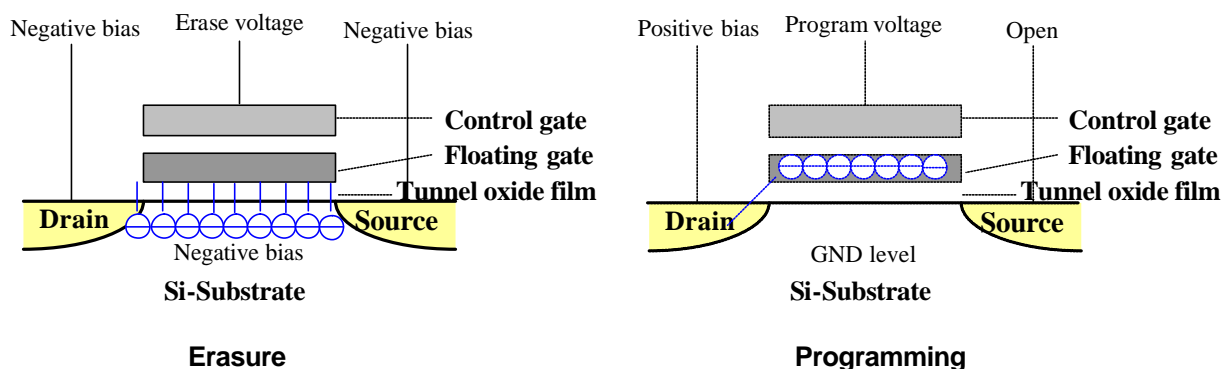 Negative bias
Erase voltage
Negative bias
Control gate
Floating gate
Tunnel oxide film
Drain
Source
Negative bias
Si-Substrate
Erasure
Positive bias
Program voltage
Open
Control gate
Floating gate
Tunnel oxide film
Drain
Source
GND level
Si-Substrate
Programming